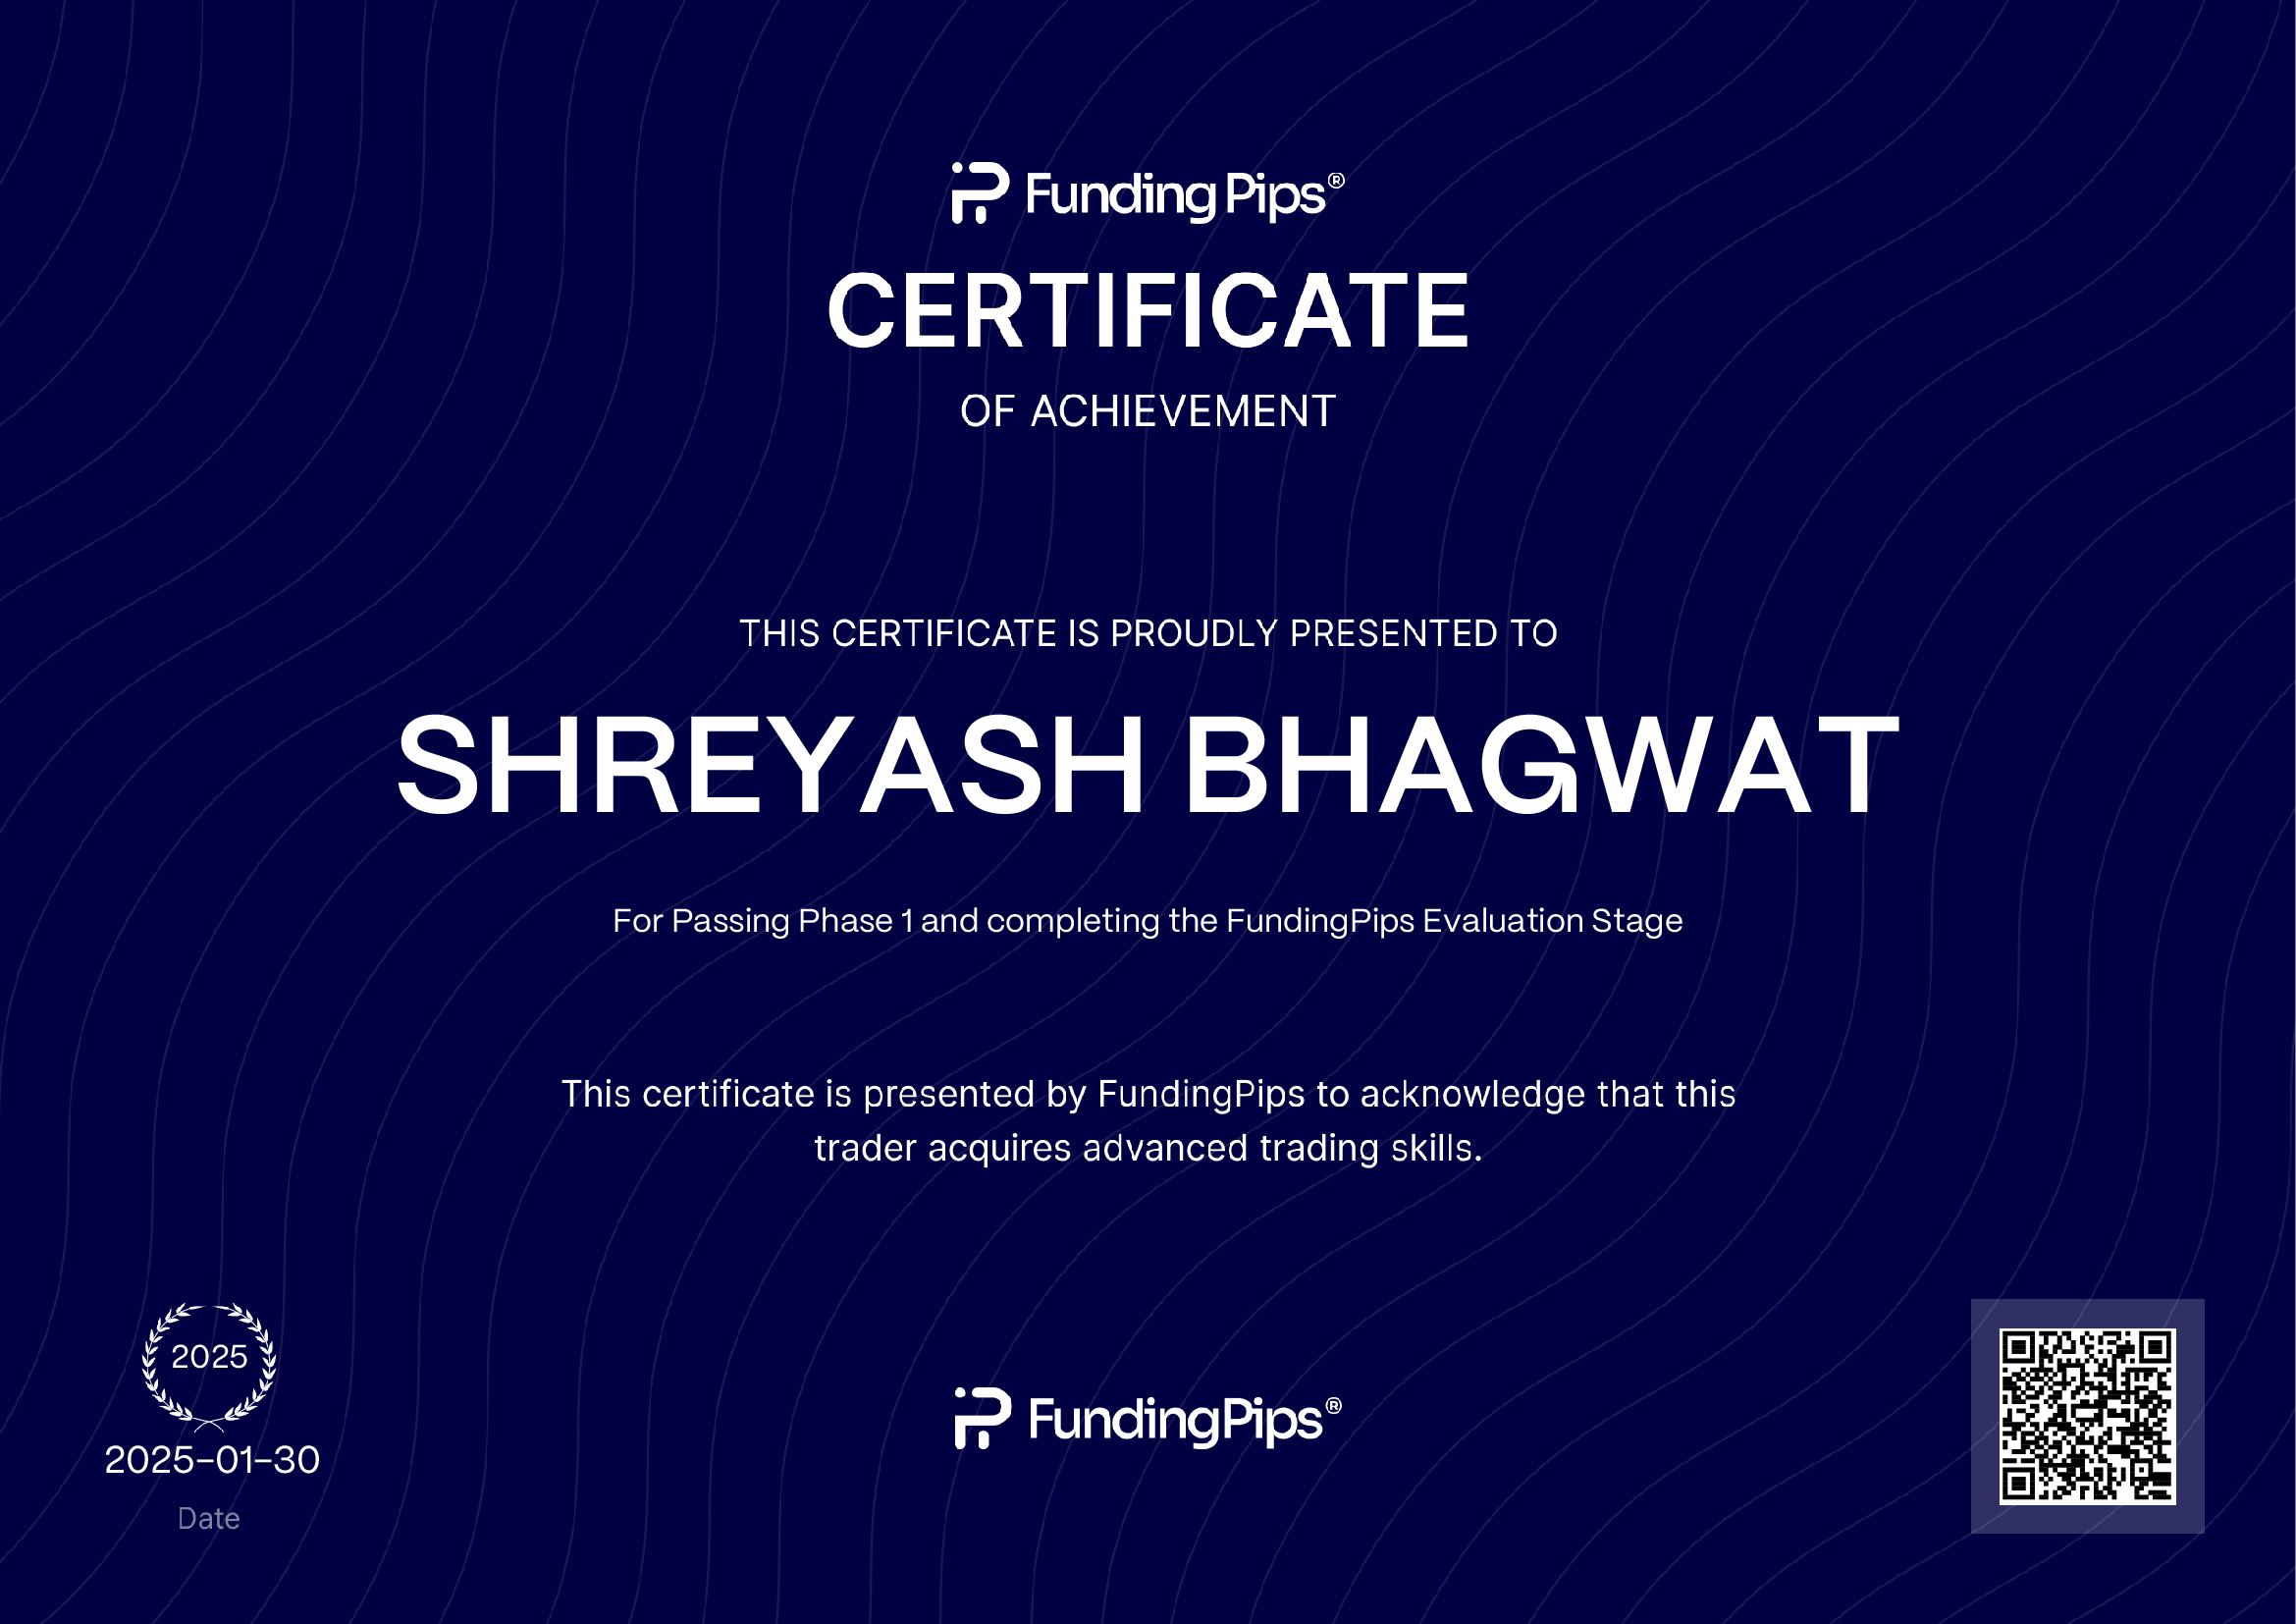 FundingPips®
CERTIFICATE
OF ACHIEVEMENT
THIS CERTIFICATE IS PROUDLY PRESENTED TO
SHREYASH BHAGWAT
For Passing Phase 1 and completing the FundingPips Evaluation Stage
This certificate is presented by FundingPips to acknowledge that this
trader acquires advanced trading skills.
2025
2025-01-30
Date
FundingPips®